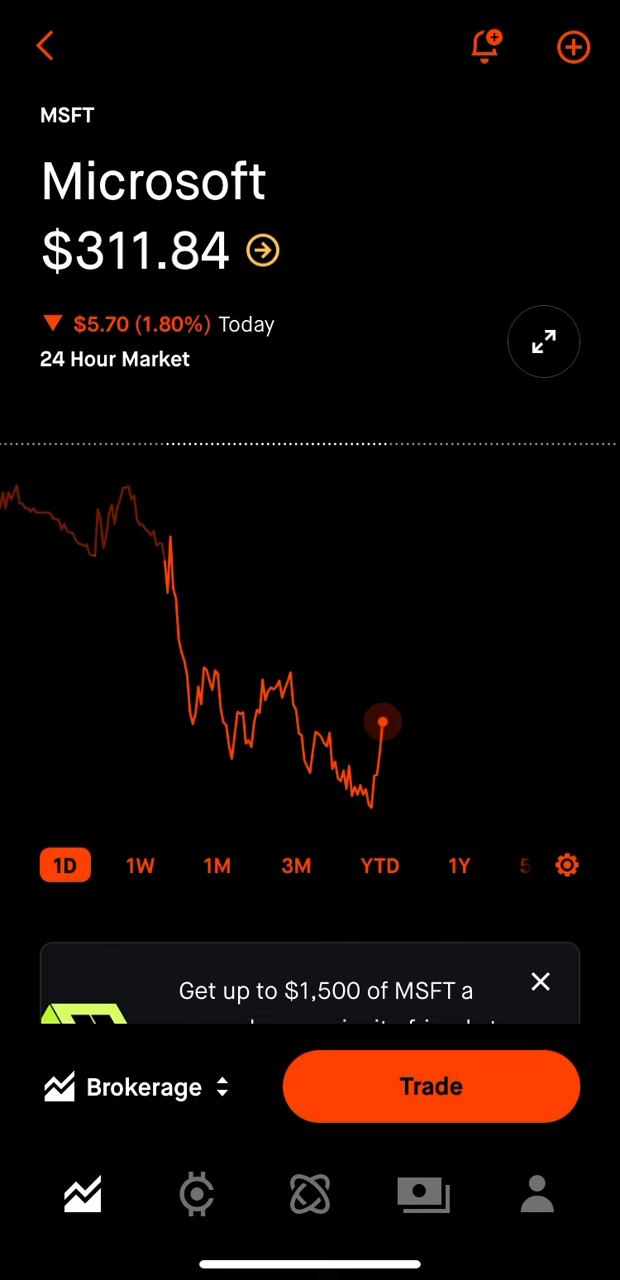 MSFT
Microsoft
$311.84
$5.70 (1.80%) Today
24 Hour Market
1D 1W 1M 3M YTD 1Y 5
Get up to $1,500 of MSFT a
Brokerage
Trade